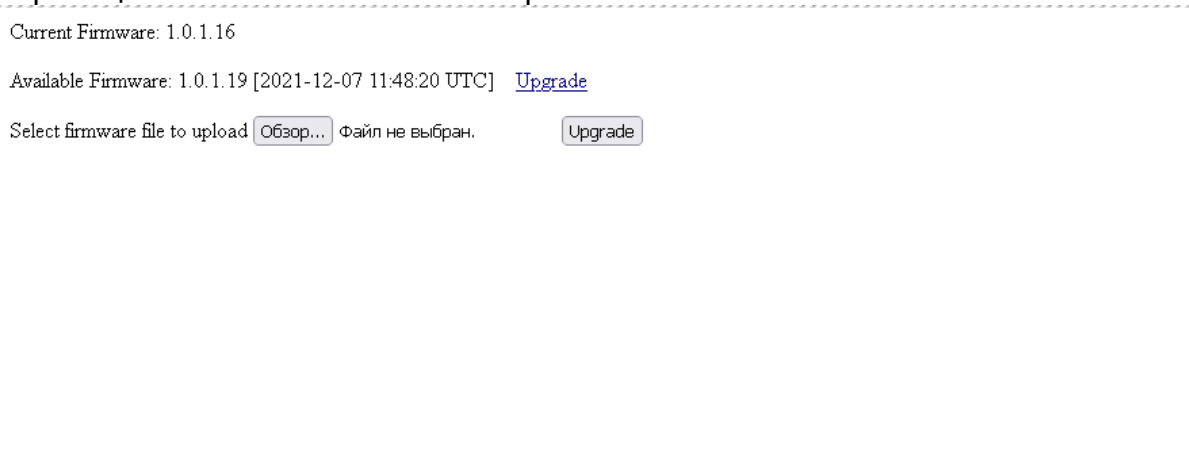 Current Firmware: 1.0.1.16
Available Firmware: 1.0.1.19 [2021-12-07 11:48:20 UTC] Upgrade
Select firmware file to upload Обзор... Файл не выбран. Upgrade